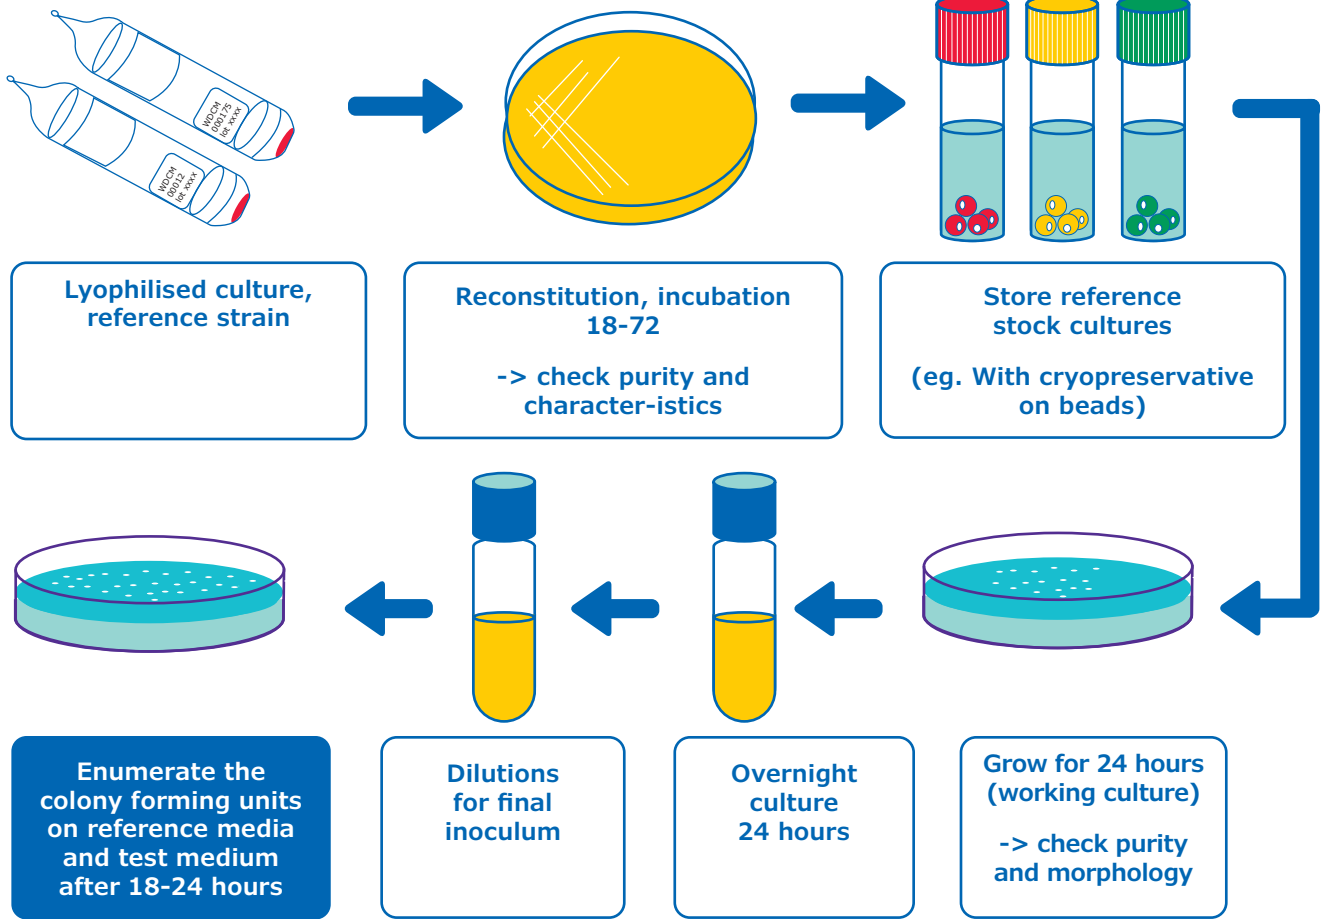 WDCM
000175
lot xxxx
WDCM
00012
lot xxxx
Lyophilised culture,
reference strain
Reconstitution, incubation
18-72
-> check purity and
character-istics
Store reference
stock cultures
(eg. With cryopreservative
on beads)
Enumerate the
colony forming units
on reference media
and test medium
after 18-24 hours
Dilutions
for final
inoculum
Overnight
culture
24 hours
Grow for 24 hours
(working culture)
-> check purity
and morphology